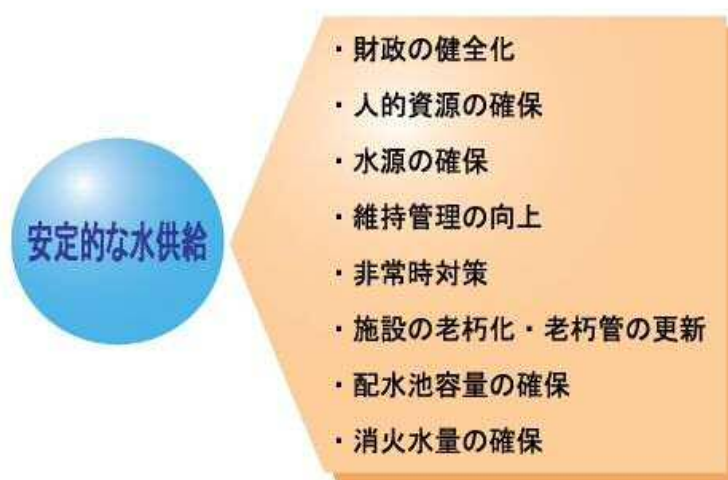 安定的な水供給
・財政の健全化
・人的資源の確保
・水源の確保
・維持管理の向上
・非常時対策
・施設の老朽化・老朽管の更新
・配水池容量の確保
・消火水量の確保